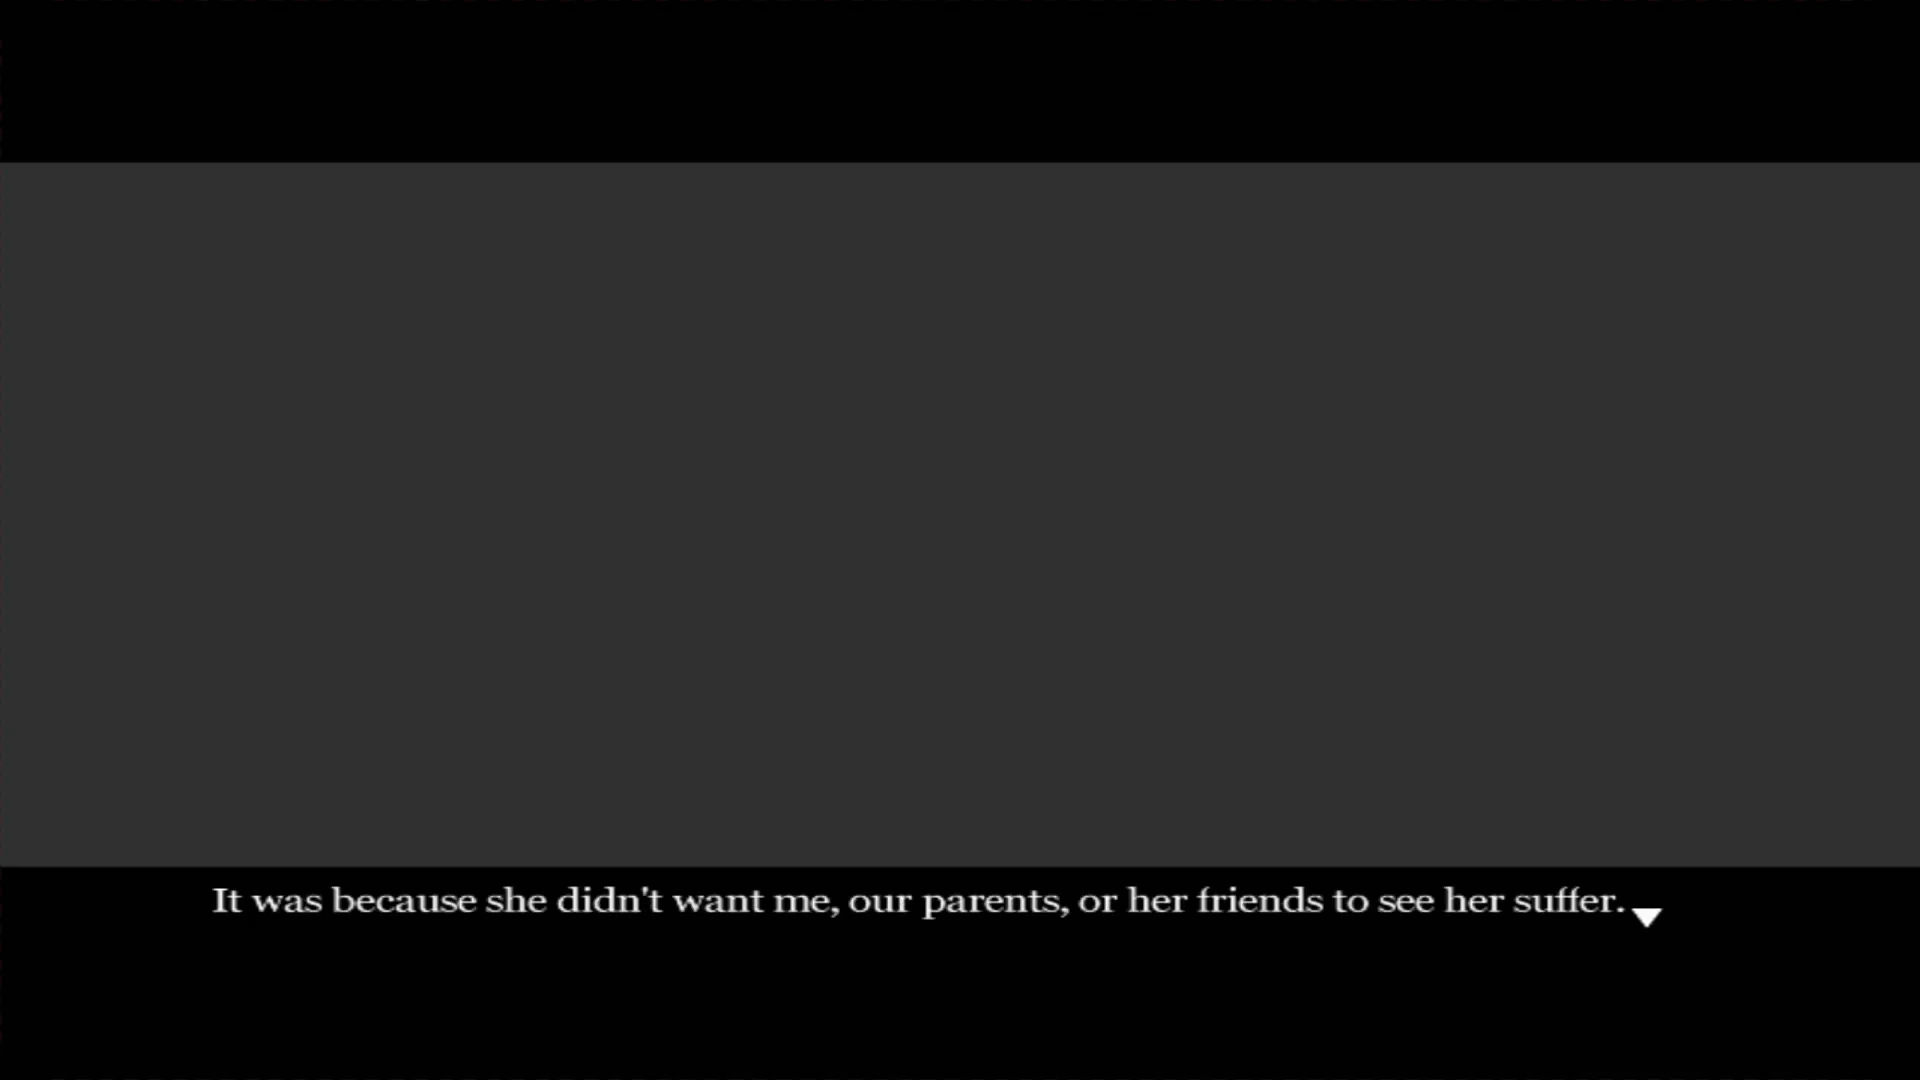 It was because she didn't want me, our parents, or her friends to see her suffer.